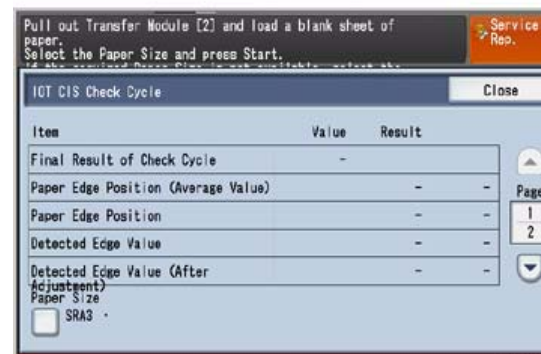 Pull out Transfer Module [2] and load a blank sheet of
paper.
Select the Paper Size and press Start.
Service
Rep.
IOT CIS Check Cycle
Close
Item Value Result
Final Result of Check Cycle -
Paper Edge Position (Average Value) - -
Paper Edge Position - -
Detected Edge Value - -
Detected Edge Value (After
Adjustment) - -
Page
1
2
Paper Size
SRA3